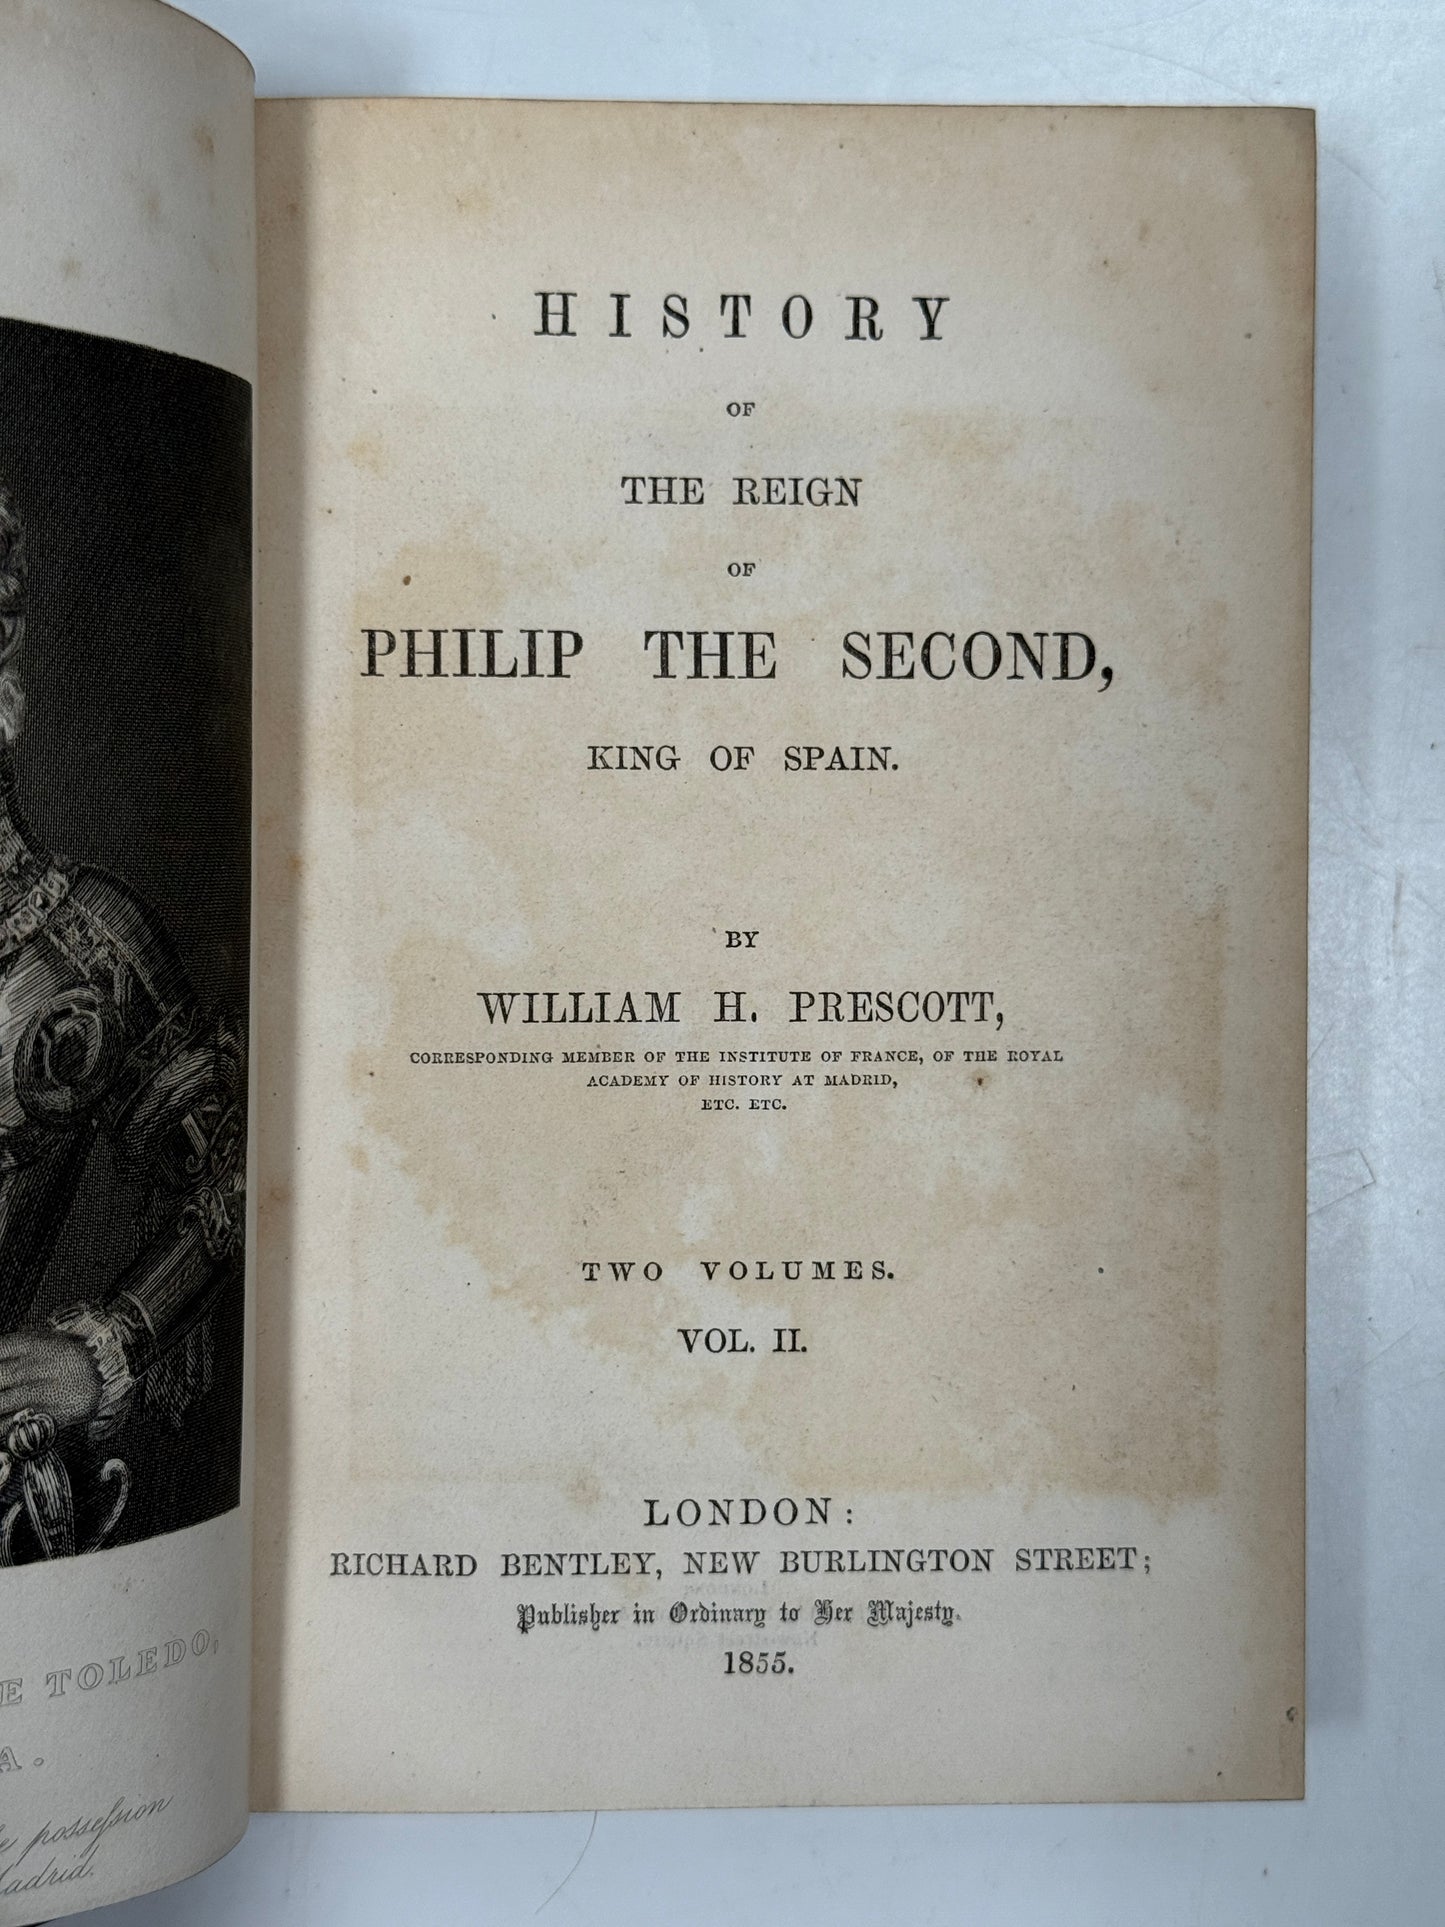 E TOLEDO,
A.
possession
Madrid.
HISTORY
OF
THE REIGN
OF
PHILIP THE SECOND,
KING OF SPAIN.
BY
WILLIAM H. PRESCOTT,
CORRESPONDING MEMBER OF THE INSTITUTE OF FRANCE, OF THE ROYAL
ACADEMY OF HISTORY AT MADRID,
ETC. ETC.
TWO VOLUMES.
VOL. II.
LONDON:
RICHARD BENTLEY, NEW BURLINGTON STREET;
Publisher in Ordinary to Her Majesty.
1855.